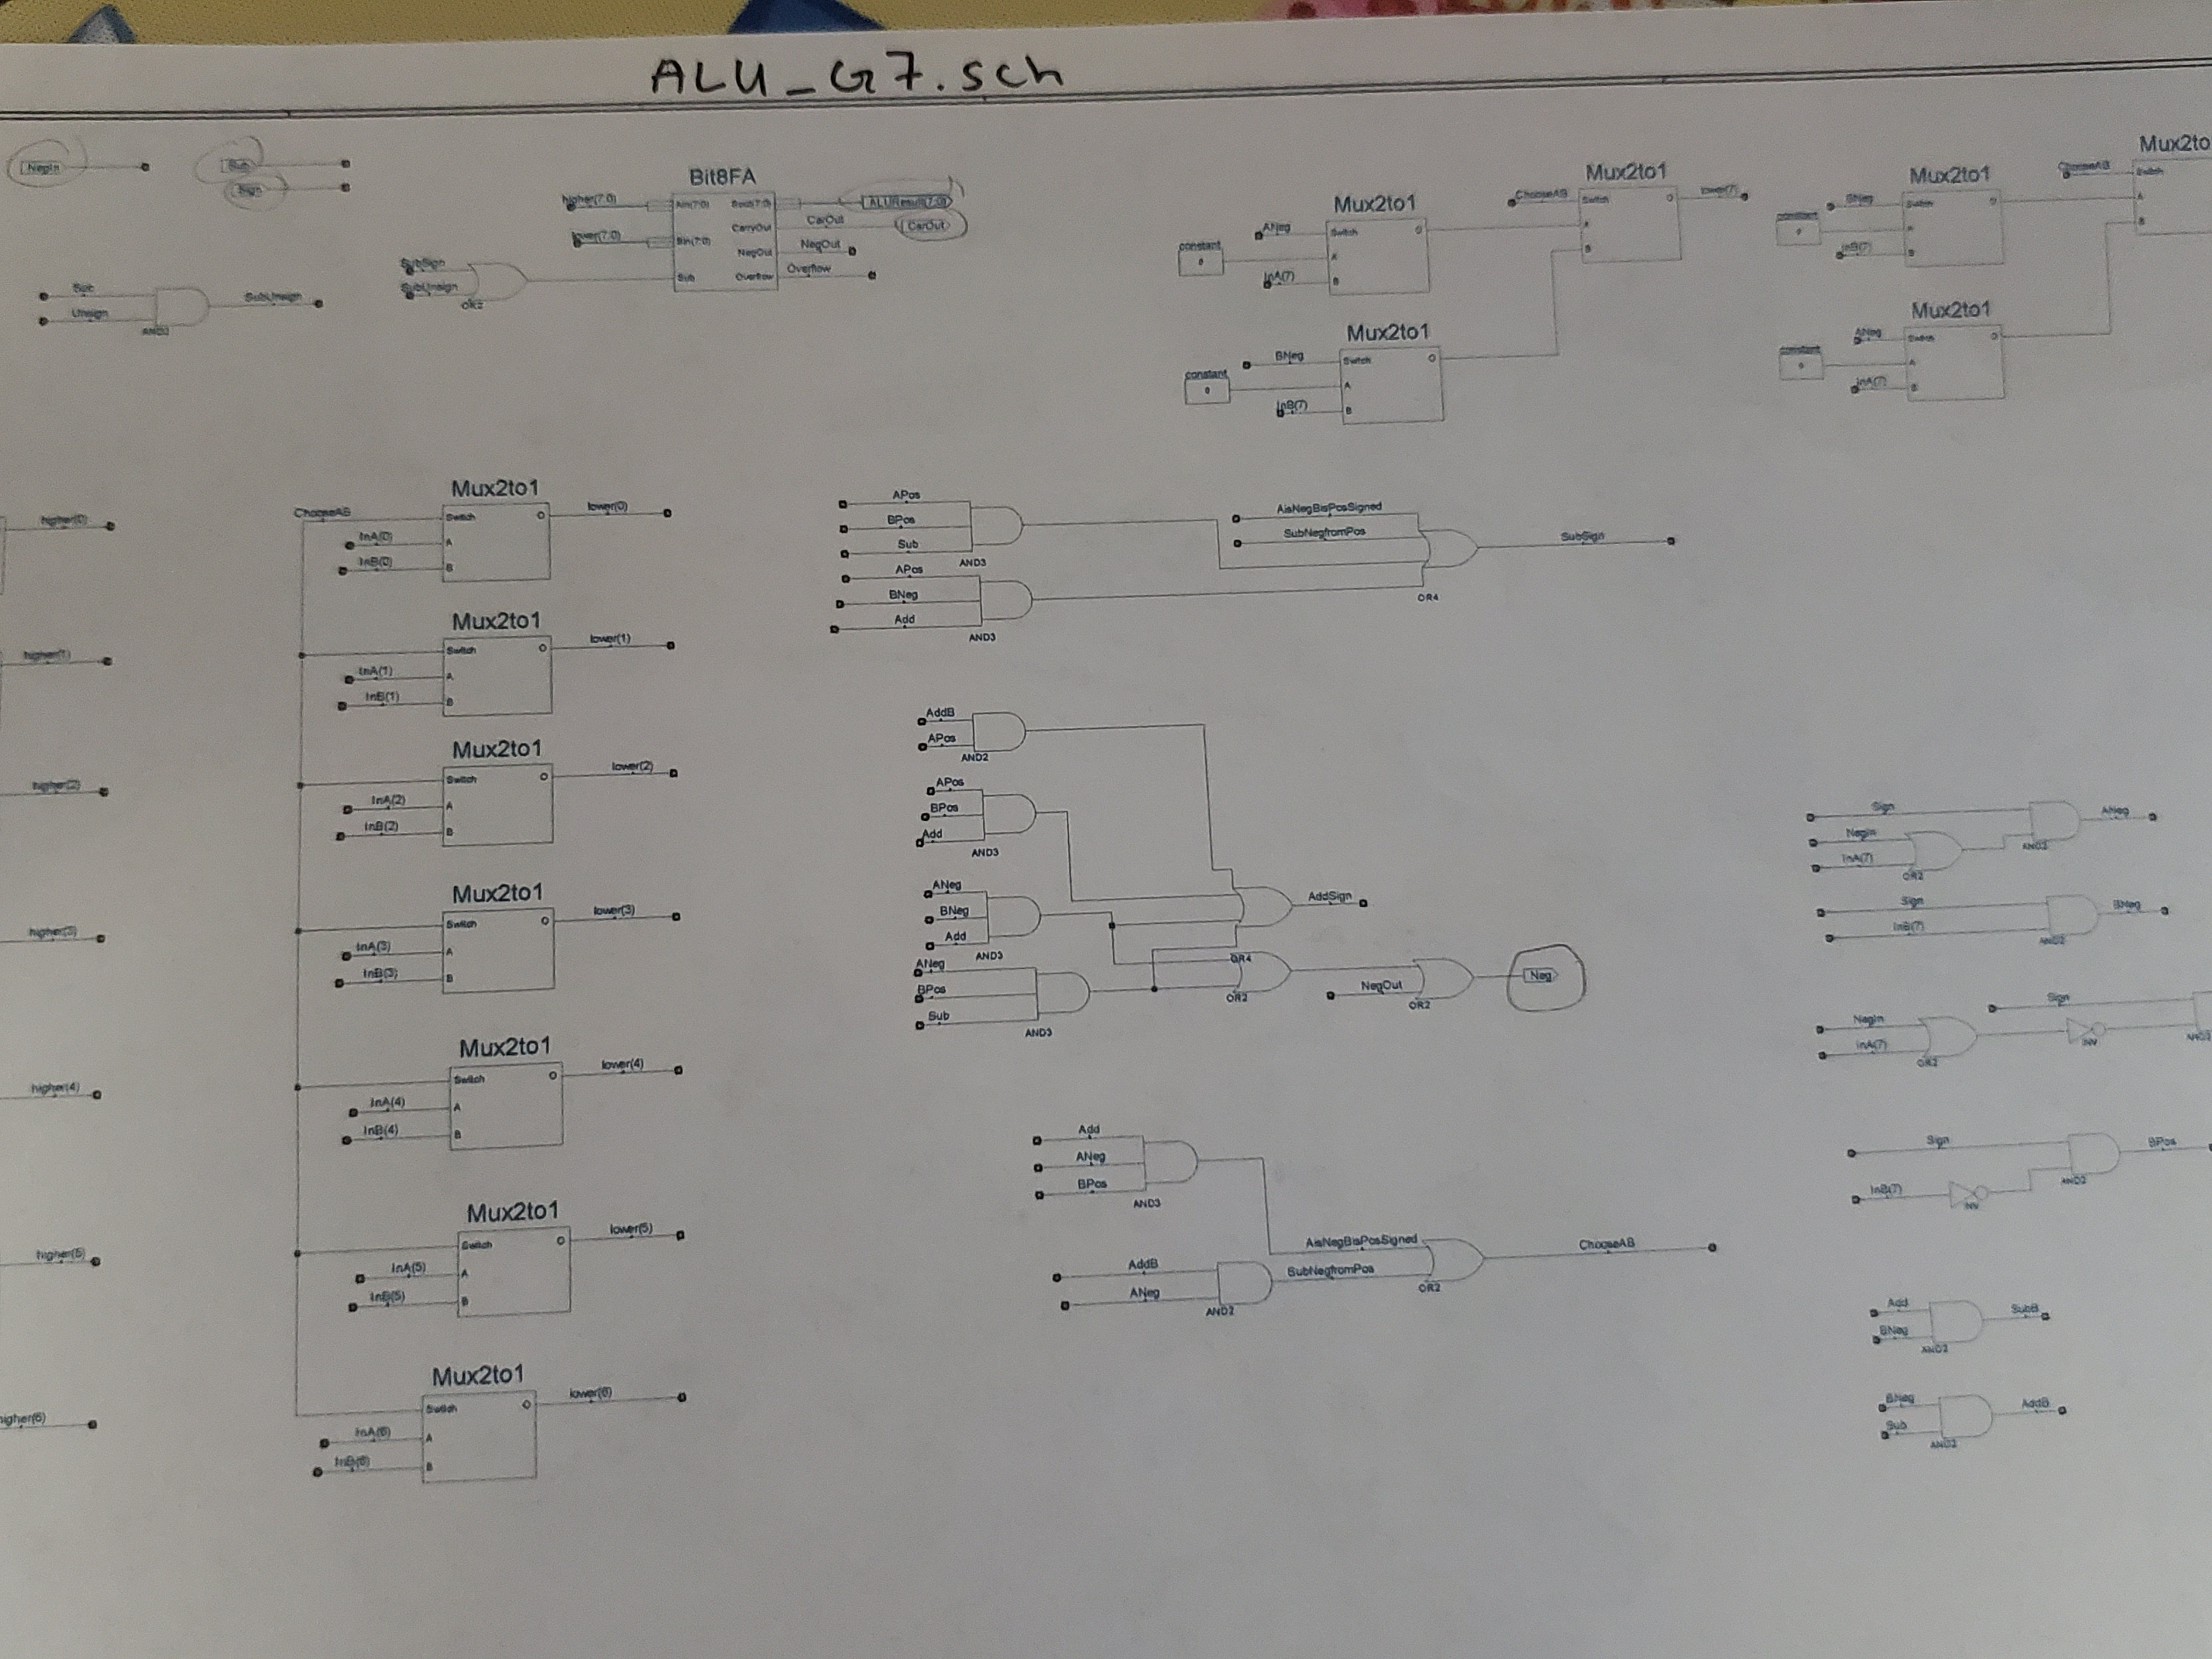 ALU_G7.sch
NegIn
Sub
Sign
Unsign
AND2
SubUnsign
SubSign
SubUnsign
OR2
Bit8FA
higher(7:0)
lower(7:0)
Ain(7:0)
Bin(7:0)
Sub
CarryOut
NegOut
Overflow
CarOut
NegOut
Overflow
ALUResult(7:0)
CarOut
Mux2to1
ANeg
constant
0
InA(7)
Switch
A
B
O
Mux2to1
BNeg
constant
0
InB(7)
Switch
A
B
O
Mux2to1
ChooseAB
Switch
A
B
O
lower(7)
Mux2to1
BNeg
constant
0
InB(7)
Switch
A
B
O
Mux2to1
ANeg
constant
0
InA(7)
Switch
A
B
O
Mux2to
ChooseAB
Switch
A
B
higher(0)
higher(1)
higher(2)
higher(3)
higher(4)
higher(5)
higher(6)
ChooseAB
Mux2to1
InA(0)
InB(0)
Switch
A
B
O
lower(0)
Mux2to1
InA(1)
InB(1)
Switch
A
B
O
lower(1)
Mux2to1
InA(2)
InB(2)
Switch
A
B
O
lower(2)
Mux2to1
InA(3)
InB(3)
Switch
A
B
O
lower(3)
Mux2to1
InA(4)
InB(4)
Switch
A
B
O
lower(4)
Mux2to1
InA(5)
InB(5)
Switch
A
B
O
lower(5)
Mux2to1
InA(6)
InB(6)
Switch
A
B
O
lower(6)
APos
BPos
Sub
AND3
APos
BNeg
Add
AND3
AisNegBisPosSigned
SubNegfromPos
OR4
SubSign
AddB
APos
AND2
APos
BPos
Add
AND3
ANeg
BNeg
Add
AND3
ANeg
BPos
Sub
AND3
OR4
AddSign
OR2
NegOut
OR2
Neg
Add
ANeg
BPos
AND3
AddB
ANeg
AND2
AisNegBisPosSigned
SubNegfromPos
OR2
ChooseAB
Sign
NegIn
InA(7)
OR2
AND2
ANeg
Sign
InB(7)
AND2
BNeg
Sign
NegIn
InA(7)
OR2
INV
AND2
Sign
InB(7)
INV
AND2
BPos
Add
BNeg
AND2
SubB
BNeg
Sub
AND2
AddB